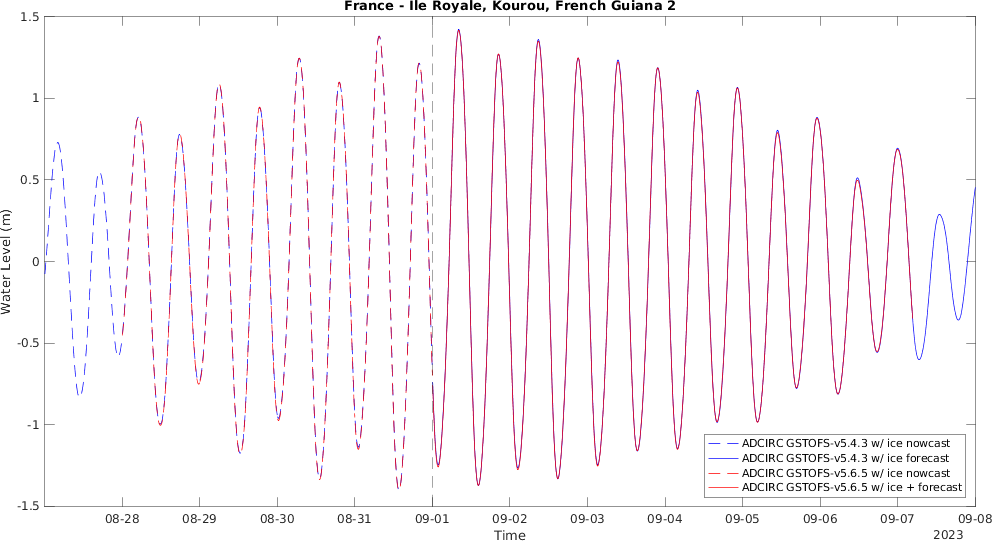 France - Ile Royale, Kourou, French Guiana 2
Water Level (m)
1.5
1
0.5
0
-0.5
-1
-1.5
08-28 08-29 08-30 08-31 09-01 09-02 09-03 09-04 09-05 09-06 09-07 09-08
Time
2023
ADCIRC GSTOFS-v5.4.3 w/ ice nowcast
ADCIRC GSTOFS-v5.4.3 w/ ice forecast
ADCIRC GSTOFS-v5.6.5 w/ ice nowcast
ADCIRC GSTOFS-v5.6.5 w/ ice + forecast